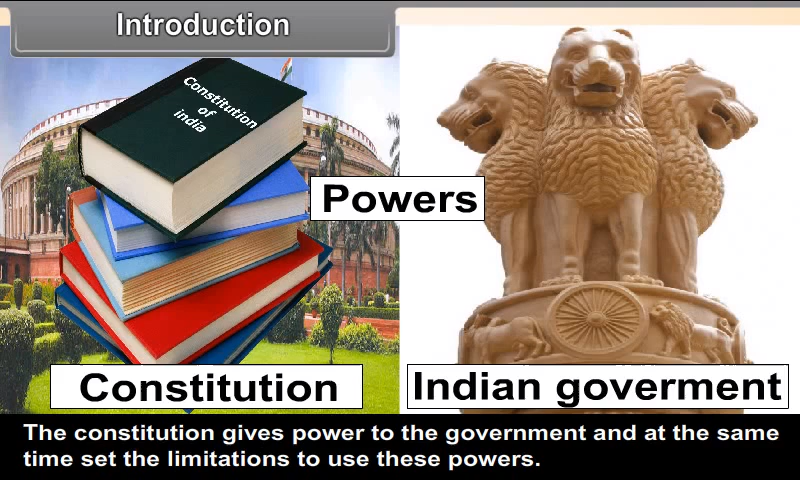 Introduction
Constitution
of
india
Powers
Constitution
Indian goverment
The constitution gives power to the government and at the same
time set the limitations to use these powers.